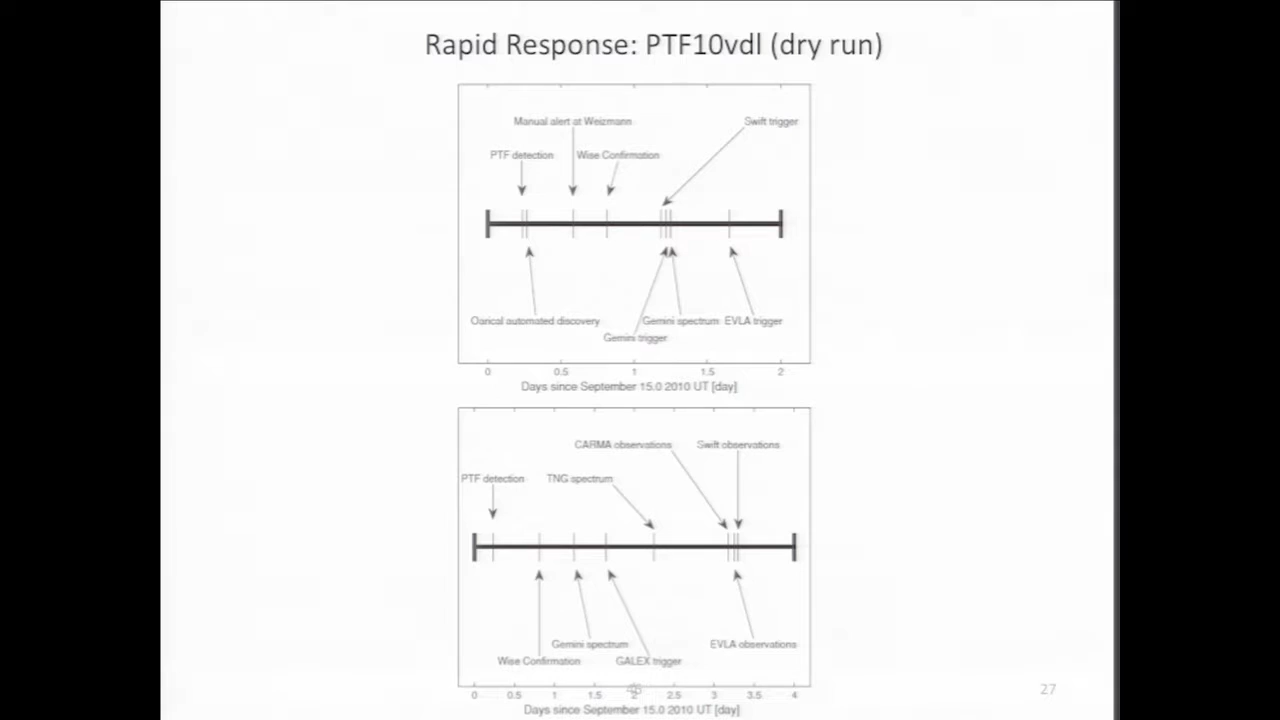 Rapid Response: PTF10vdl (dry run)
Manual alert at Weizmann
Swift trigger
PTF detection
Wise Confirmation
Oarical automated discovery
Gemini spectrum
EVLA trigger
Gemini trigger
0 0.5 1 1.5 2
Days since September 15.0 2010 UT [day]
CARMA observations
Swift observations
PTF detection
TNG spectrum
Gemini spectrum
EVLA observations
Wise Confirmation
GALEX trigger
0 0.5 1 1.5 2.5 3 3.5 4
Days since September 15.0 2010 UT [day]
27